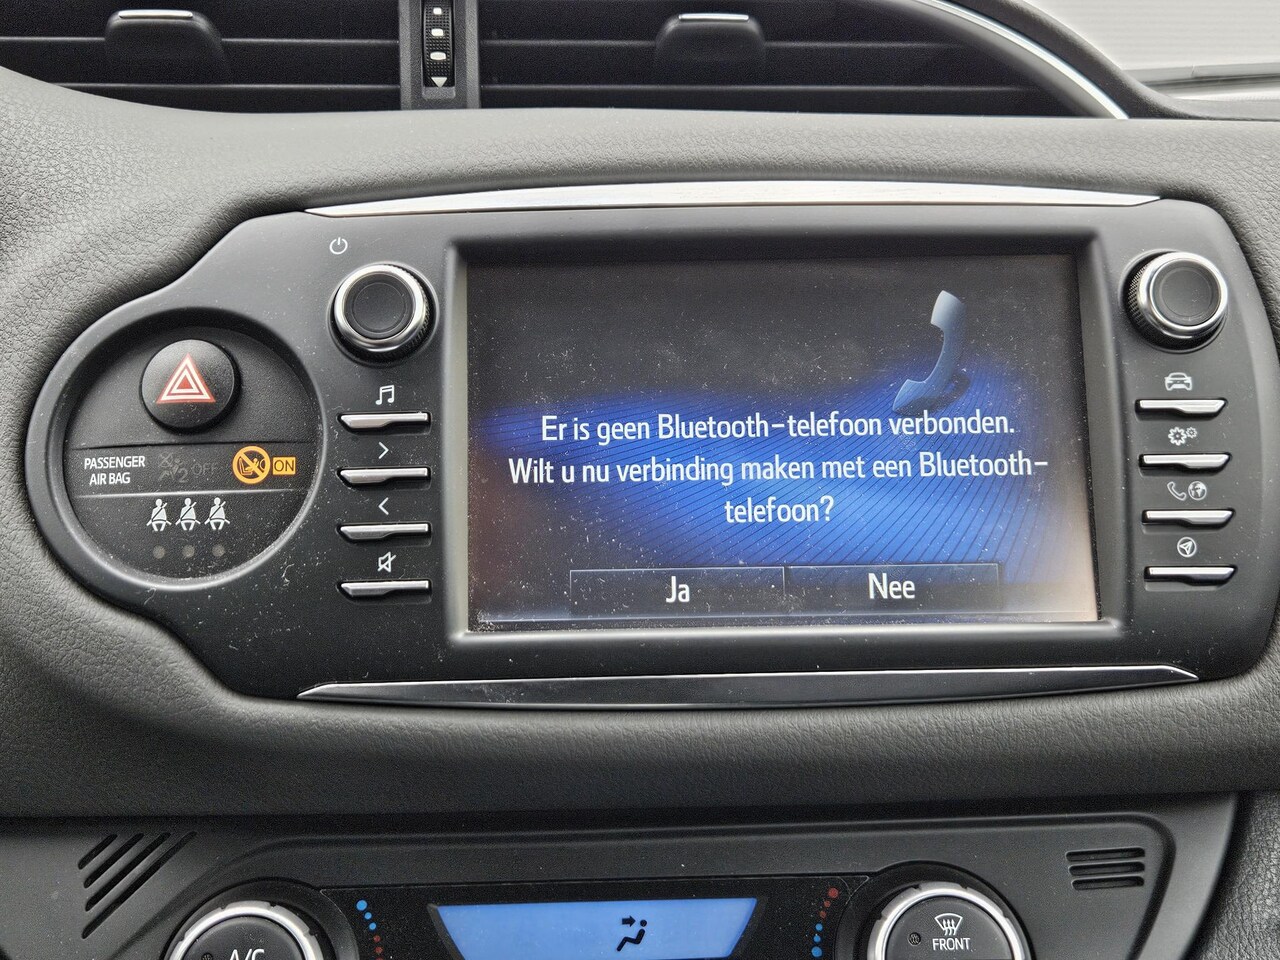 PASSENGER
AIR BAG
2 OFF
ON
Er is geen Bluetooth-telefoon verbonden.
Wilt u nu verbinding maken met een Bluetooth-
telefoon?
Ja
Nee
A/C
FRONT